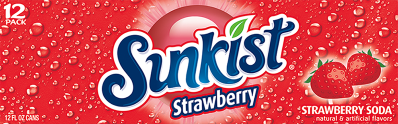 12
PACK
Sunkist
Strawberry
STRAWBERRY SODA
natural & artificial flavors
12 FL OZ CANS